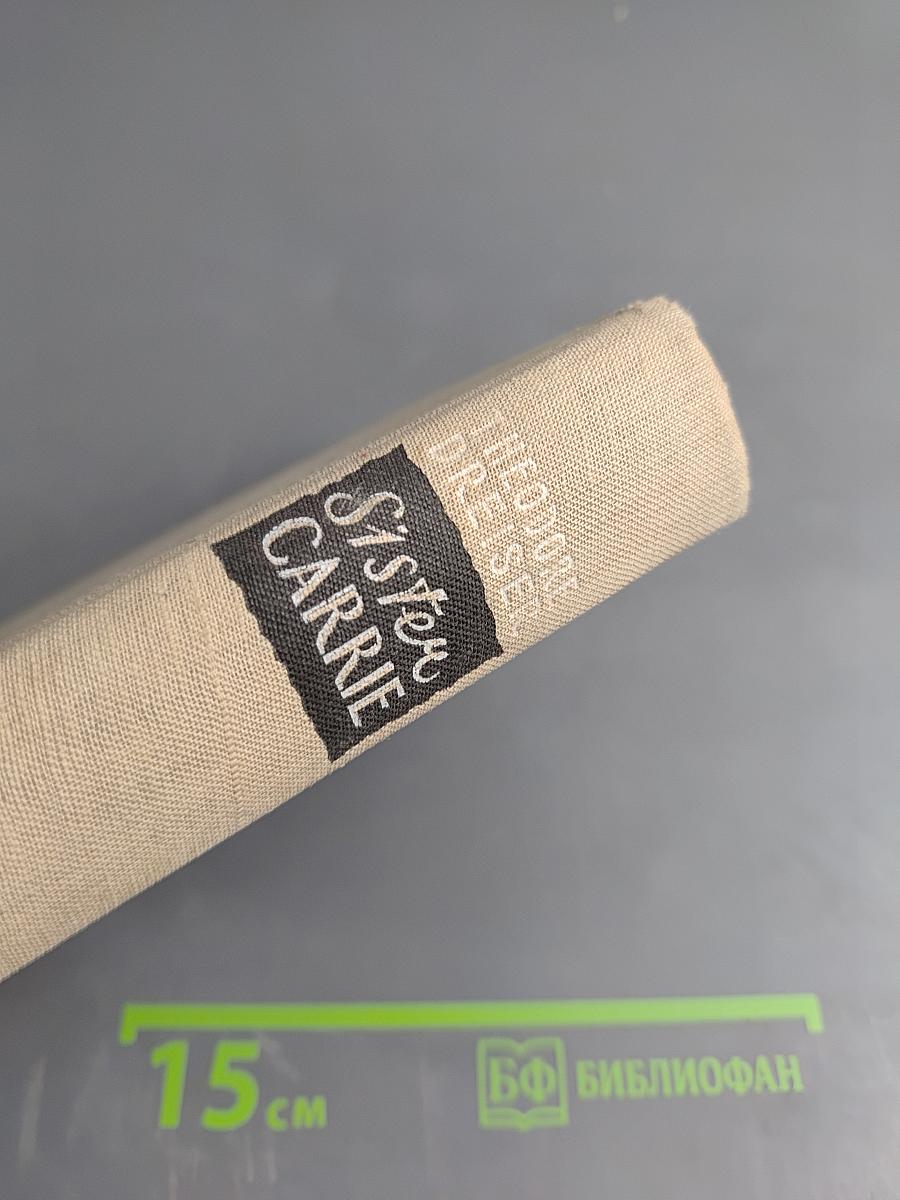 THEODORE
DREISER
Sister
CARRIE
15 см
БФ БИБЛИОФАН